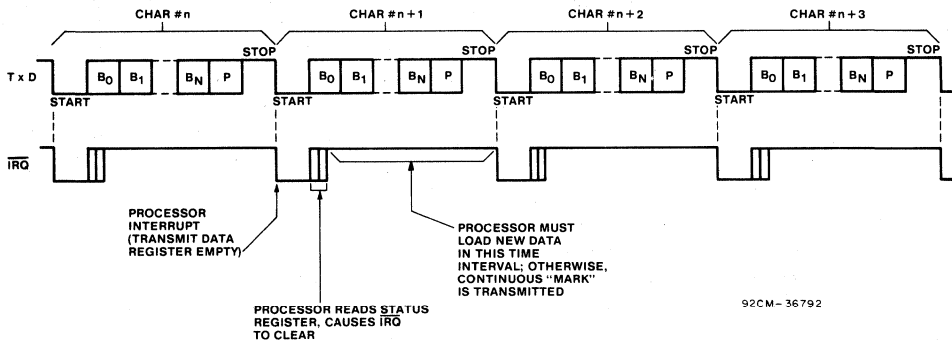 CHAR #n CHAR #n+1 CHAR #n+2 CHAR #n+3
STOP STOP STOP STOP
T x D B0 B1 BN P B0 B1 BN P B0 B1 BN P B0 B1 BN P
START START START START
IRQ
PROCESSOR
INTERRUPT
(TRANSMIT DATA
REGISTER EMPTY)
PROCESSOR MUST
LOAD NEW DATA
IN THIS TIME
INTERVAL; OTHERWISE,
CONTINUOUS "MARK"
IS TRANSMITTED
PROCESSOR READS STATUS
REGISTER, CAUSES IRQ
TO CLEAR
92CM-36792